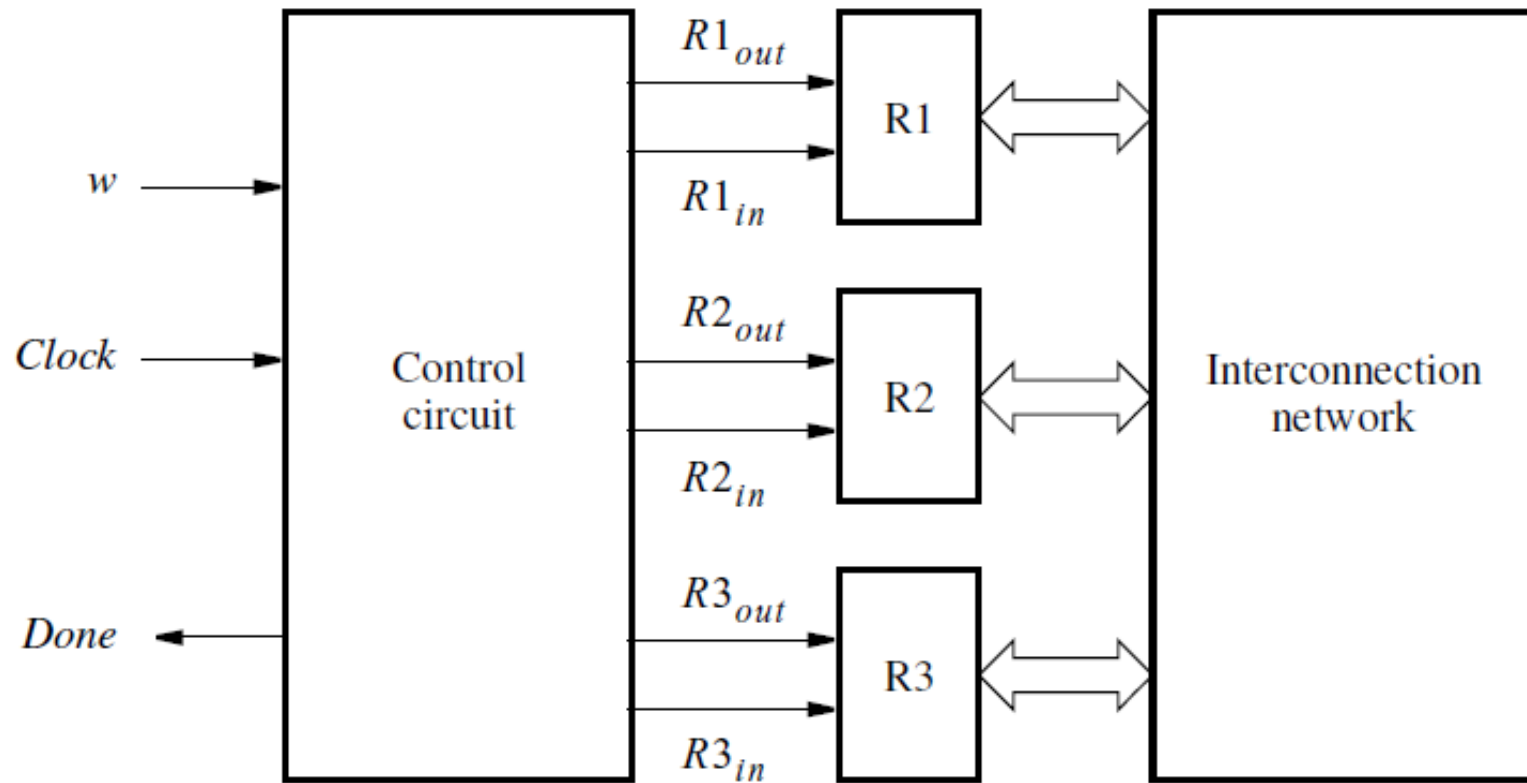 R1out
R1
w
R1in
R2out
Clock
Control
circuit
R2
Interconnection
network
R2in
R3out
Done
R3
R3in